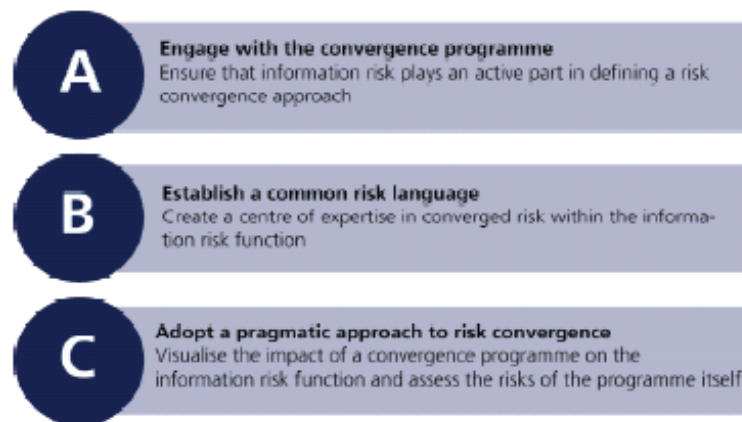 A
Engage with the convergence programme
Ensure that information risk plays an active part in defining a risk
convergence approach
B
Establish a common risk language
Create a centre of expertise in converged risk within the informa-
tion risk function
C
Adopt a pragmatic approach to risk convergence
Visualise the impact of a convergence programme on the
information risk function and assess the risks of the programme itself